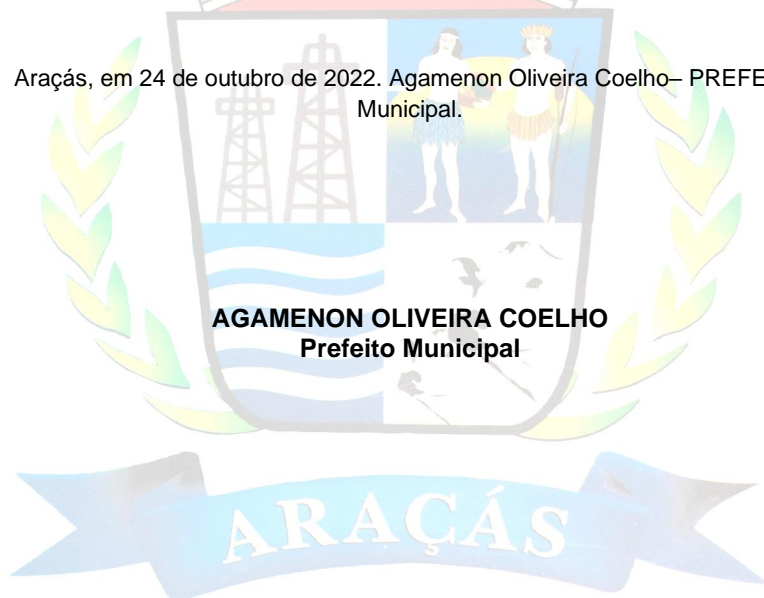 Araçás, em 24 de outubro de 2022. Agamenon Oliveira Coelho– PREFE
Municipal.
AGAMENON OLIVEIRA COELHO
Prefeito Municipal
ARAÇÁS